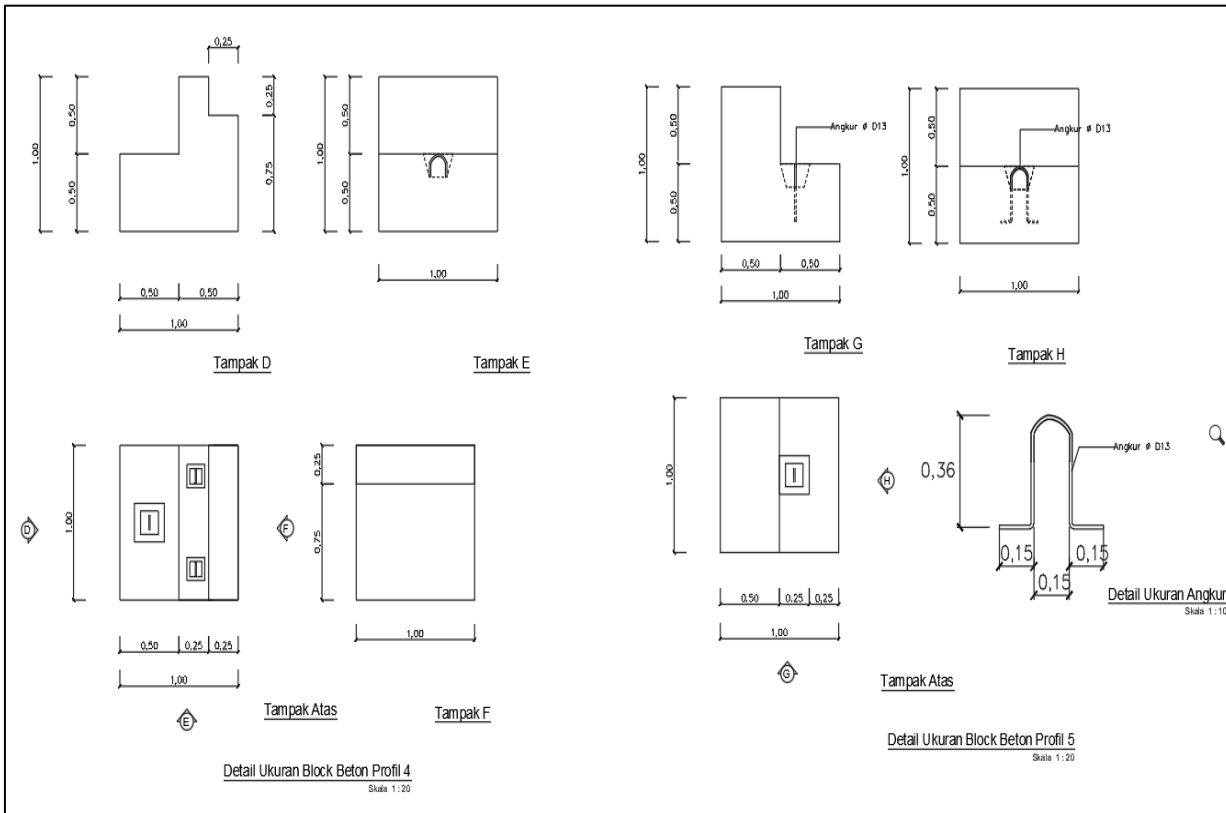 0,25
1,00
0,50
0,50
0,25
0,75
0,50 0,50
1,00
Tampak D
1,00
0,50
0,50
1,00
Tampak E
1,00
0,50
0,50
Angkur ø D13
0,50 0,50
1,00
Tampak G
1,00
0,50
0,50
Angkur ø D13
1,00
Tampak H
D
1,00
0,50 0,25 0,25
1,00
E
Tampak Atas
F
0,25
0,75
1,00
Tampak F
Detail Ukuran Block Beton Profil 4
Skala 1 : 20
1,00
H
0,50 0,25 0,25
1,00
G
Tampak Atas
Detail Ukuran Block Beton Profil 5
Skala 1 : 20
0,36
Angkur ø D13
0,15 0,15
0,15
Detail Ukuran Angkur
Skala 1 : 10